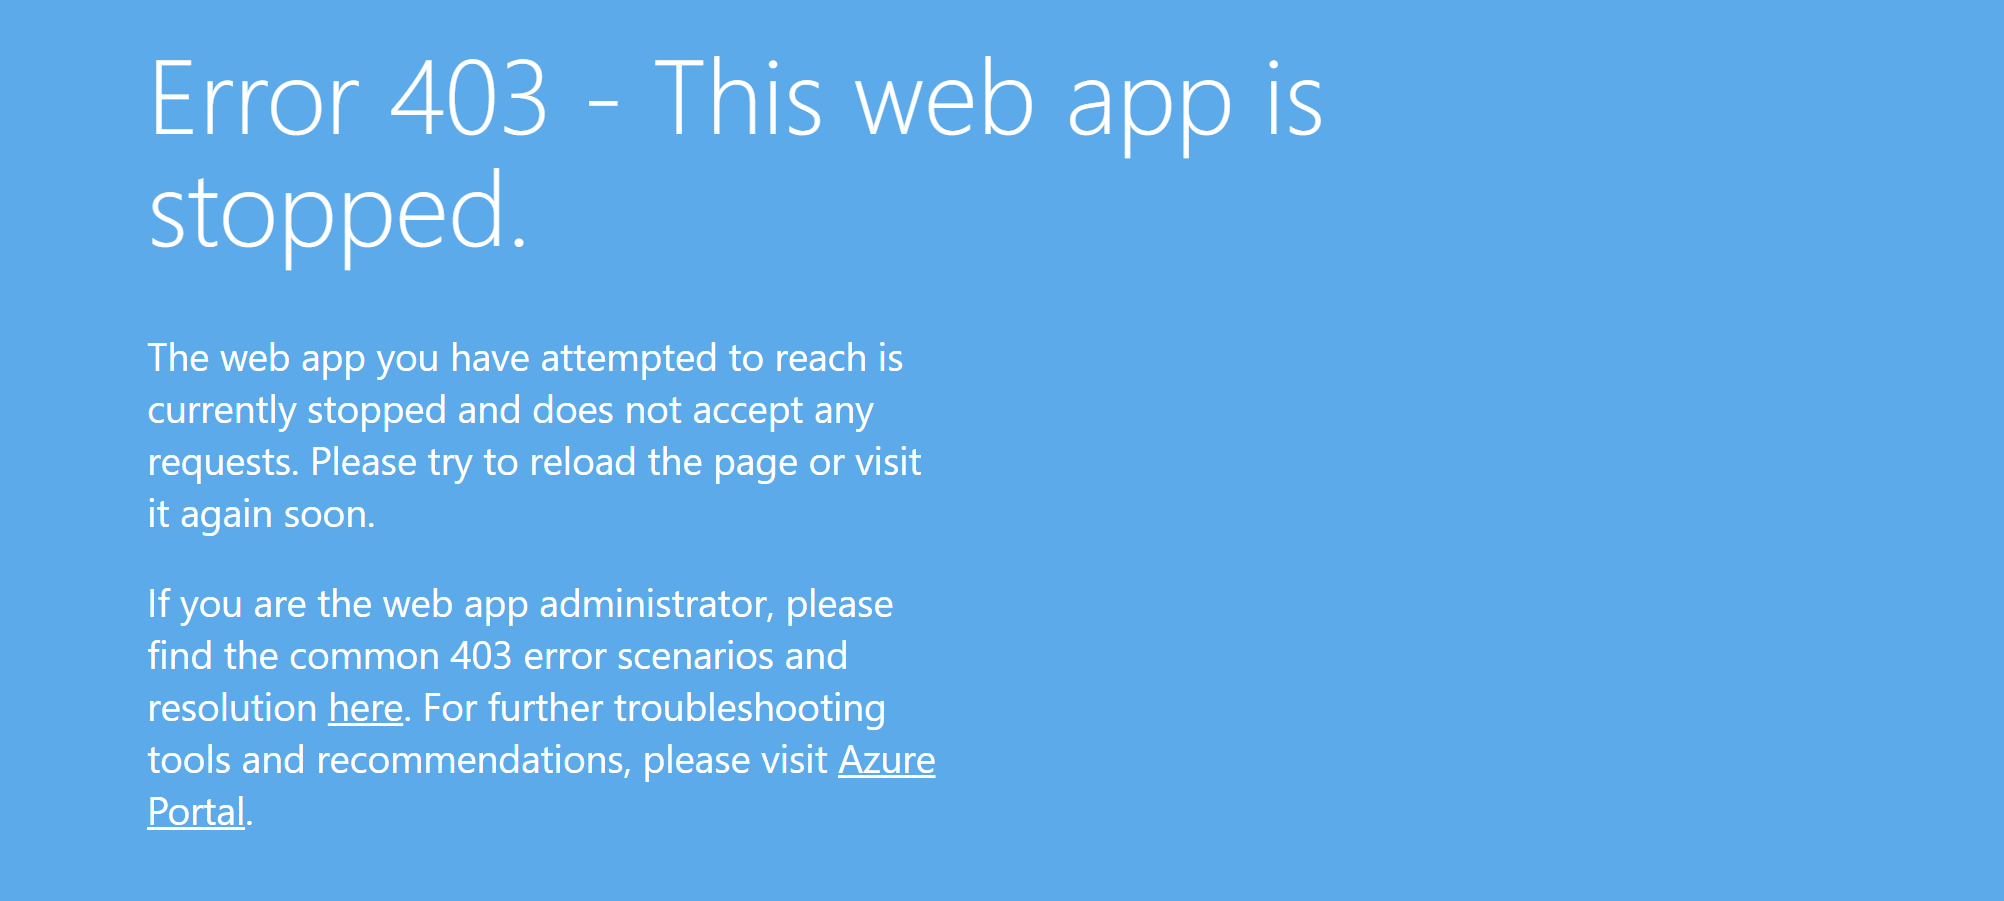 Error 403 - This web app is
stopped.
The web app you have attempted to reach is
currently stopped and does not accept any
requests. Please try to reload the page or visit
it again soon.
If you are the web app administrator, please
find the common 403 error scenarios and
resolution here. For further troubleshooting
tools and recommendations, please visit Azure
Portal.